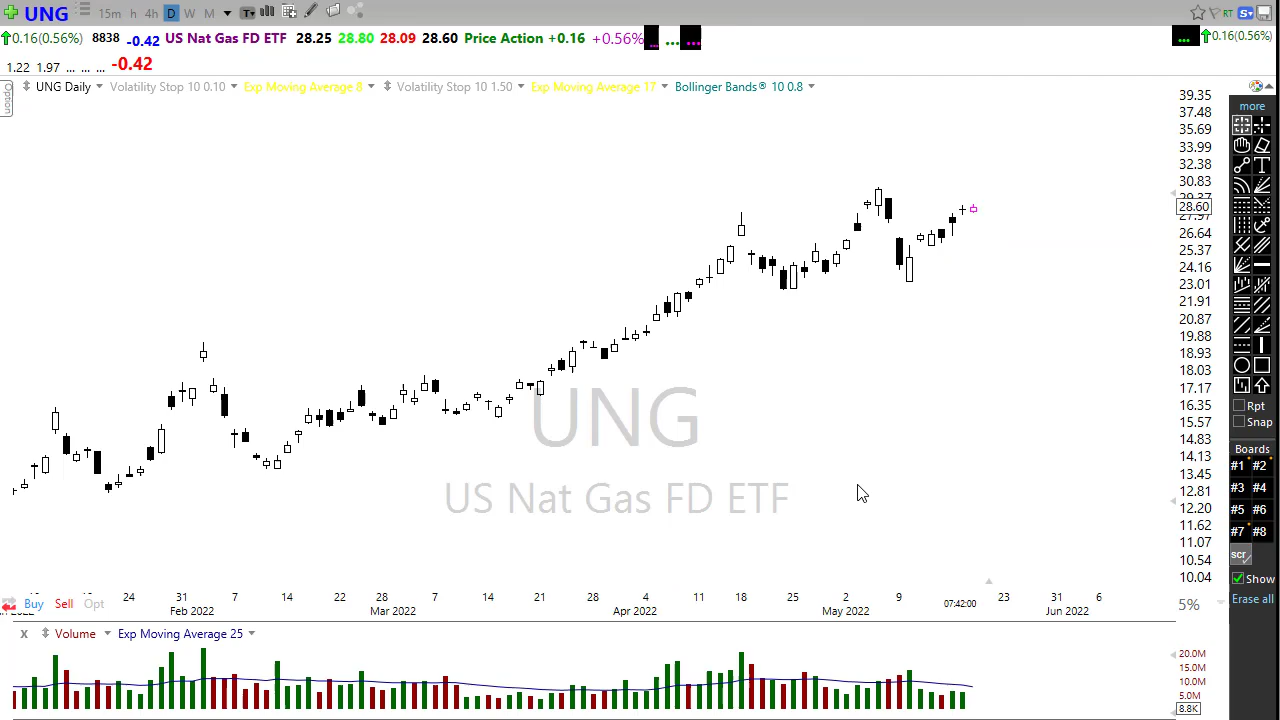 UNG 15m h 4h D W M T RT S
0.16(0.56%) 8838 -0.42 US Nat Gas FD ETF 28.25 28.80 28.09 28.60 Price Action +0.16 +0.56% ... ... ... ... 0.16(0.56%)
1.22 1.97 ... ... ... -0.42
Option
UNG Daily Volatility Stop 10 0.10 Exp Moving Average 8 Volatility Stop 10 1.50 Exp Moving Average 17 Bollinger Bands® 10 0.8
39.35
37.48
35.69
33.99
32.38
30.83
28.60
26.64
25.37
24.16
23.01
21.91
20.87
19.88
18.93
18.03
17.17
16.35
15.57
14.83
14.13
13.45
12.81
12.20
11.62
11.07
10.54
10.04
more
Rpt
Snap
Boards
#1 #2
#3 #4
#5 #6
#7 #8
scr
Show
Erase all
UNG
US Nat Gas FD ETF
24 31 7 14 22 28 7 14 21 28 4 11 18 25 2 9 07:42:00 23 31 6
Feb 2022 Mar 2022 Apr 2022 May 2022 Jun 2022
Buy Sell Opt 5%
X Volume Exp Moving Average 25
20.0M
15.0M
10.0M
5.0M
8.8K